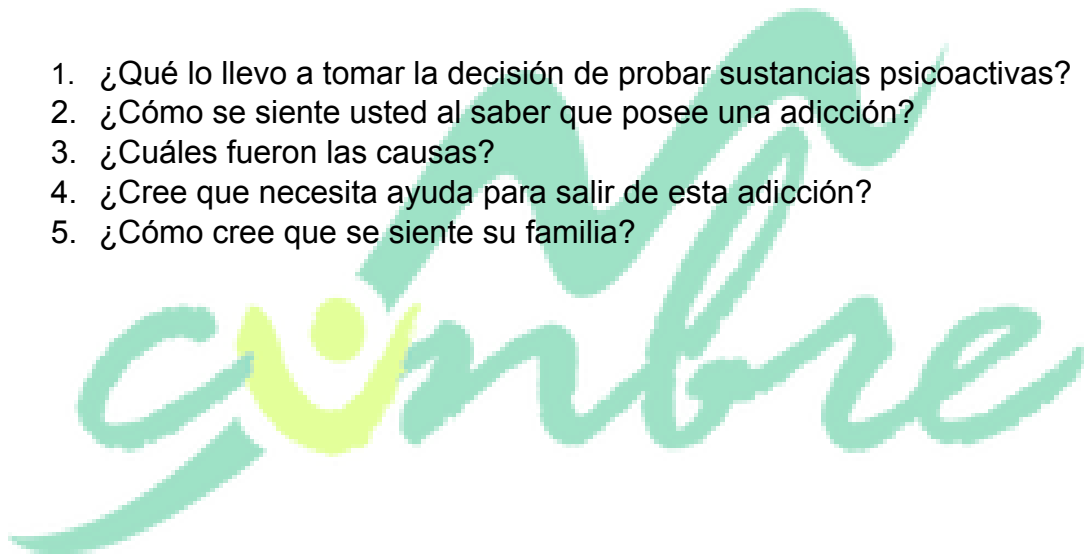 1. ¿Qué lo llevo a tomar la decisión de probar sustancias psicoactivas?
2. ¿Cómo se siente usted al saber que posee una adicción?
3. ¿Cuáles fueron las causas?
4. ¿Cree que necesita ayuda para salir de esta adicción?
5. ¿Cómo cree que se siente su familia?
cumbre